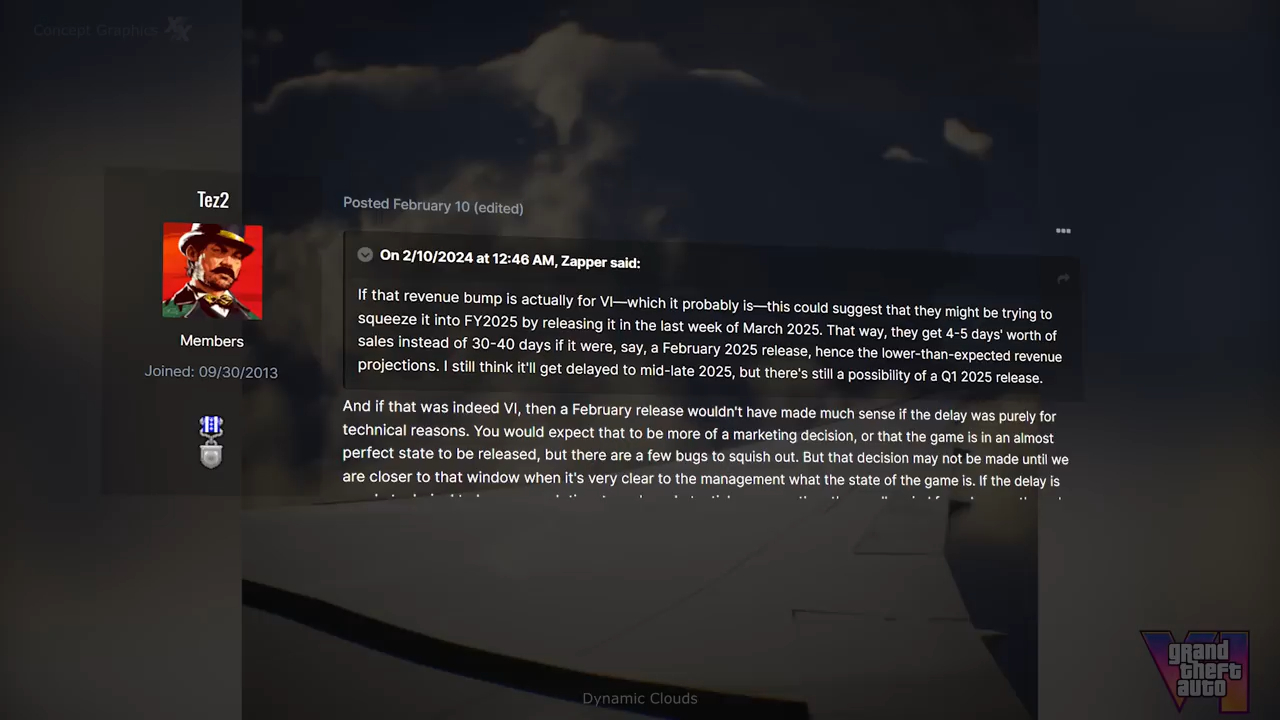 Concept Graphics
Tez2
Members
Joined: 09/30/2013
Posted February 10 (edited)
On 2/10/2024 at 12:46 AM, Zapper said:
If that revenue bump is actually for VI—which it probably is—this could suggest that they might be trying to
squeeze it into FY2025 by releasing it in the last week of March 2025. That way, they get 4-5 days' worth of
sales instead of 30-40 days if it were, say, a February 2025 release, hence the lower-than-expected revenue
projections. I still think it'll get delayed to mid-late 2025, but there's still a possibility of a Q1 2025 release.
And if that was indeed VI, then a February release wouldn't have made much sense if the delay was purely for
technical reasons. You would expect that to be more of a marketing decision, or that the game is in an almost
perfect state to be released, but there are a few bugs to squish out. But that decision may not be made until we
are closer to that window when it's very clear to the management what the state of the game is. If the delay is
Dynamic Clouds
VI
grand
theft
auto